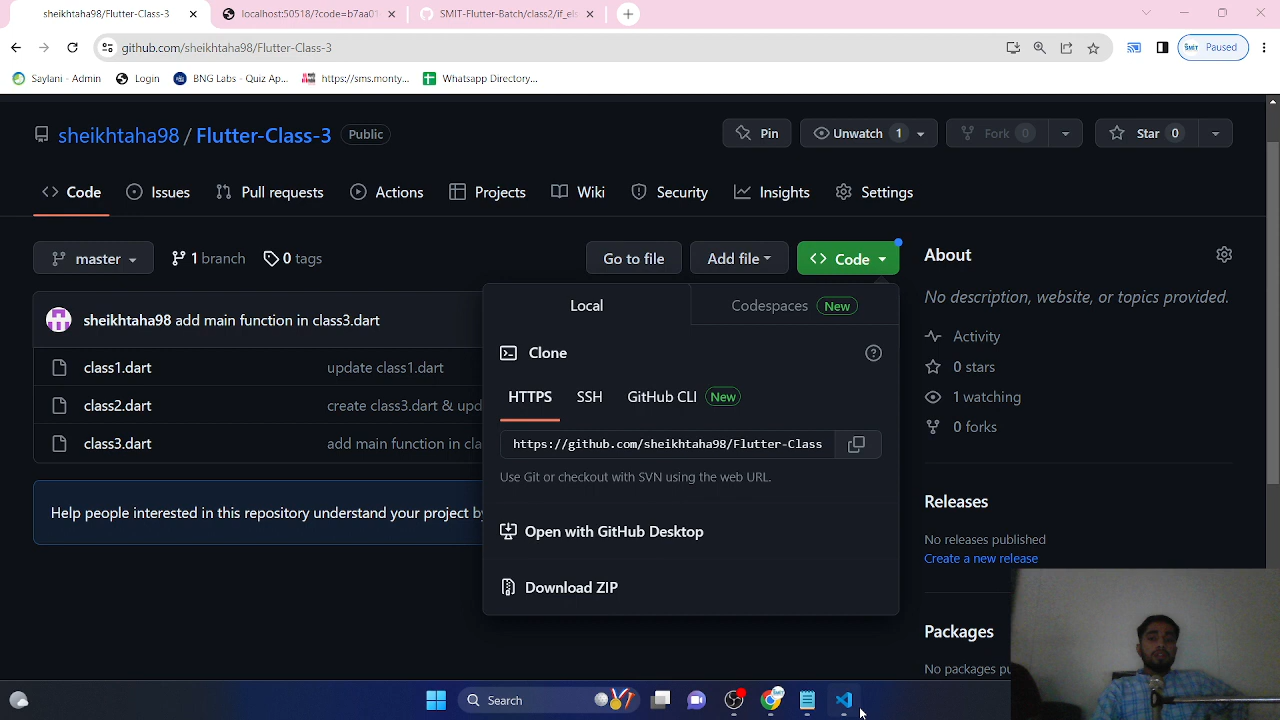 sheikhtaha98/Flutter-Class-3
localhost:50518/?code=b7aa01
SMIT-Flutter-Batch/class2/if_els
github.com/sheikhtaha98/Flutter-Class-3
SMIT Paused
Saylani - Admin
Login
BNG Labs - Quiz Ap...
https://sms.monty...
Whatsapp Directory...
sheikhtaha98 / Flutter-Class-3 Public
Pin
Unwatch 1
Fork 0
Star 0
Code
Issues
Pull requests
Actions
Projects
Wiki
Security
Insights
Settings
master
1 branch
0 tags
Go to file
Add file
Code
About
No description, website, or topics provided.
Local
Codespaces New
sheikhtaha98 add main function in class3.dart
Activity
Clone
class1.dart update class1.dart
0 stars
HTTPS SSH GitHub CLI New
class2.dart create class3.dart & upd
1 watching
0 forks
class3.dart add main function in cla
https://github.com/sheikhtaha98/Flutter-Class
Use Git or checkout with SVN using the web URL.
Releases
Help people interested in this repository understand your project by
Open with GitHub Desktop
No releases published
Create a new release
Download ZIP
Packages
No packages pu
Search